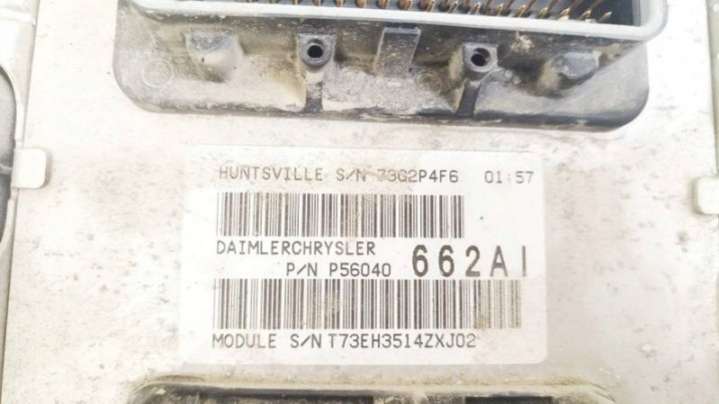 HUNTSVILLE S/N 73G2P4F6 01:57
DAIMLERCHRYSLER
P/N P56040 662AI
MODULE S/N T73EH3514ZXJ02